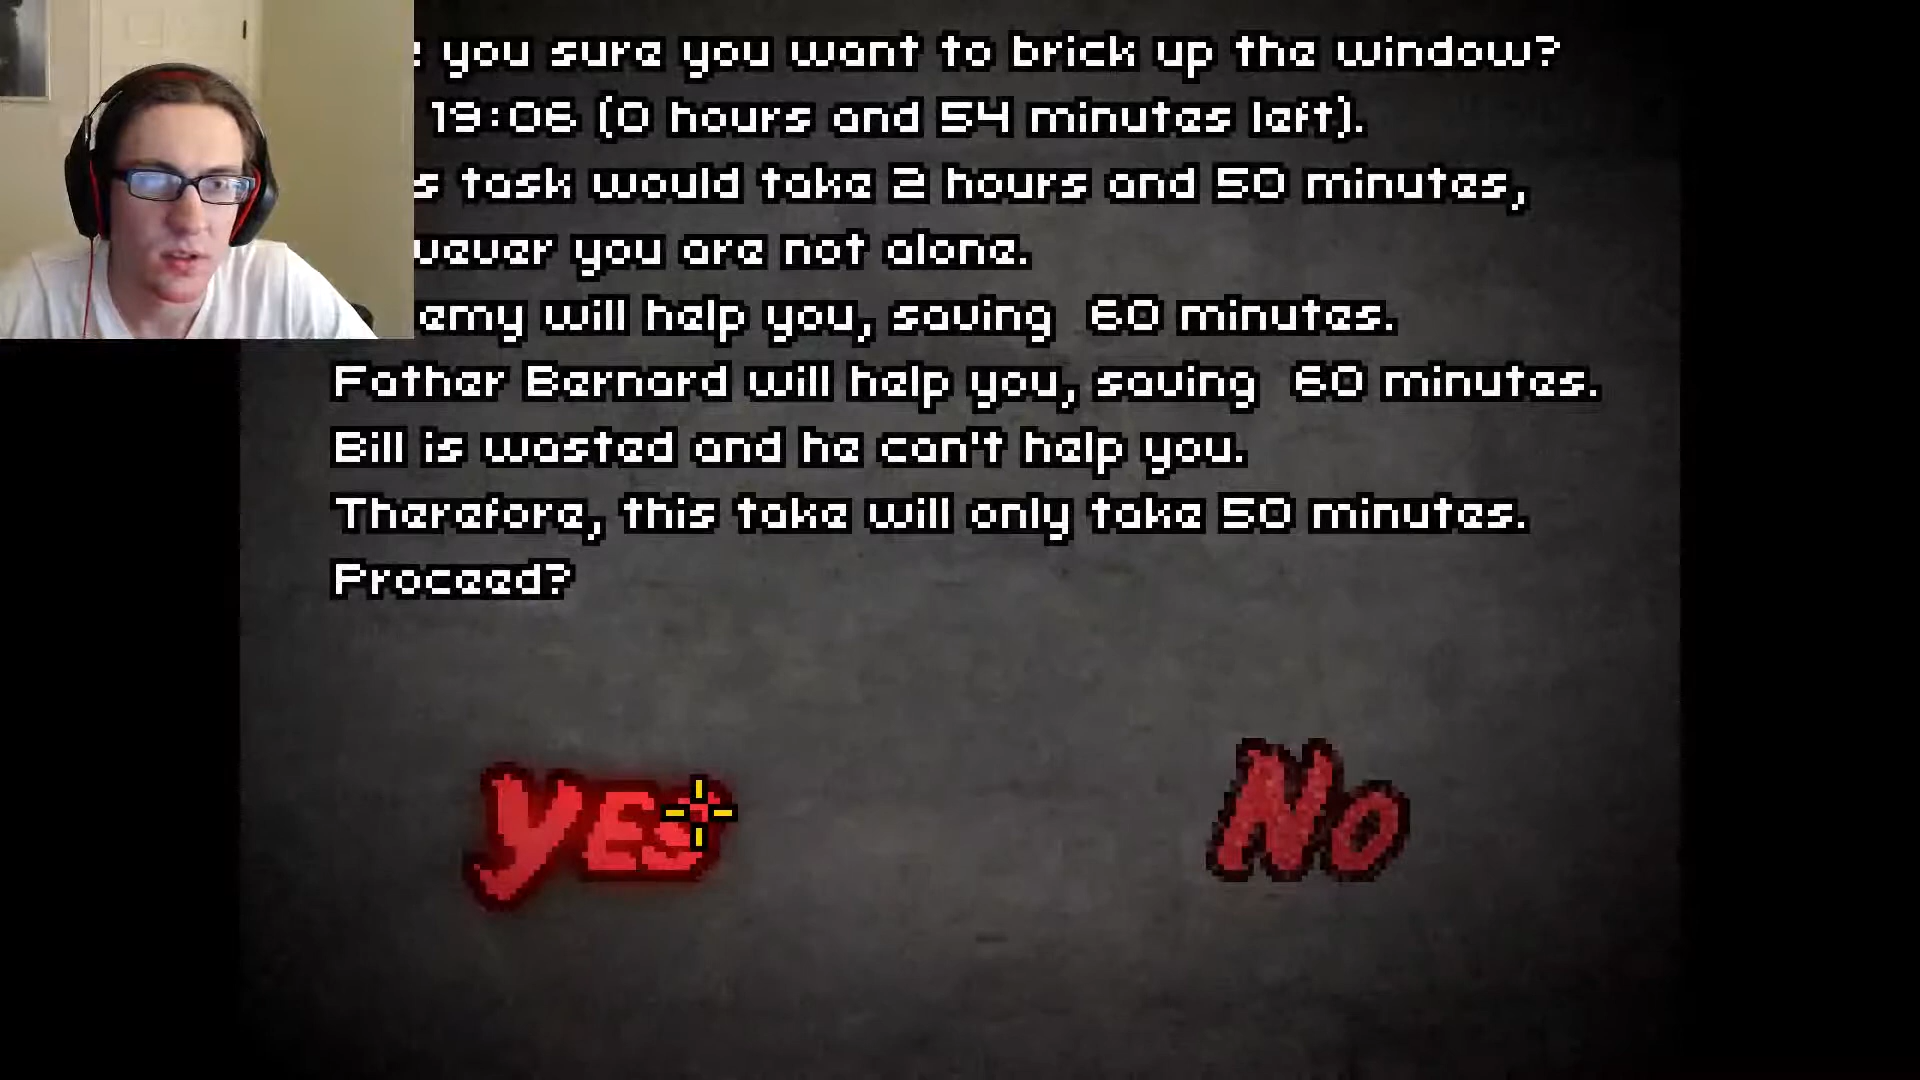 you sure you want to brick up the window?
19:06 (0 hours and 54 minutes left).
task would take 2 hours and 50 minutes,
you are not alone.
will help you, saving 60 minutes.
Father Bernard will help you, saving 60 minutes.
Bill is wasted and he can't help you.
Therefore, this take will only take 50 minutes.
Proceed?
Yes
No